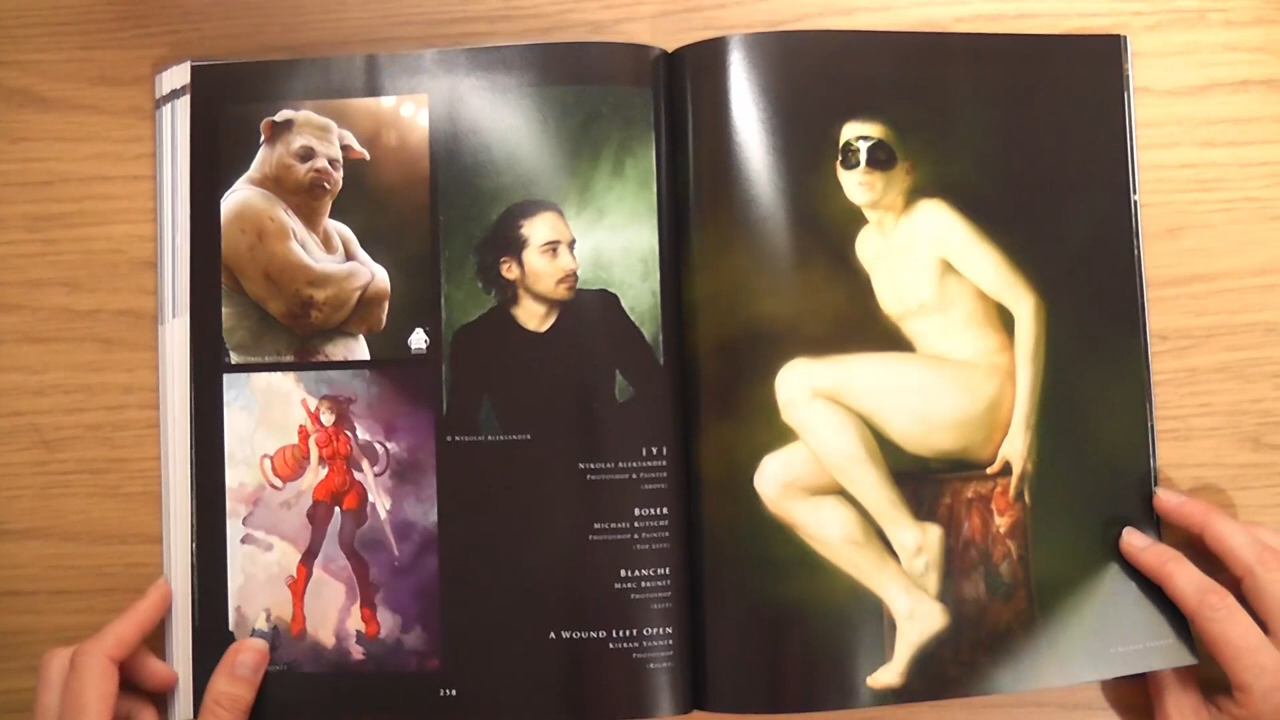 © Nykolai Aleksander
[Y]
Nykolai Aleksander
Photoshop & Painter
(above)
Boxer
Michael Kutsche
Photoshop & Painter
(top left)
Blanche
Marc Brunet
Photoshop
(left)
A Wound Left Open
Kieran Yanner
Photoshop
(right)
258